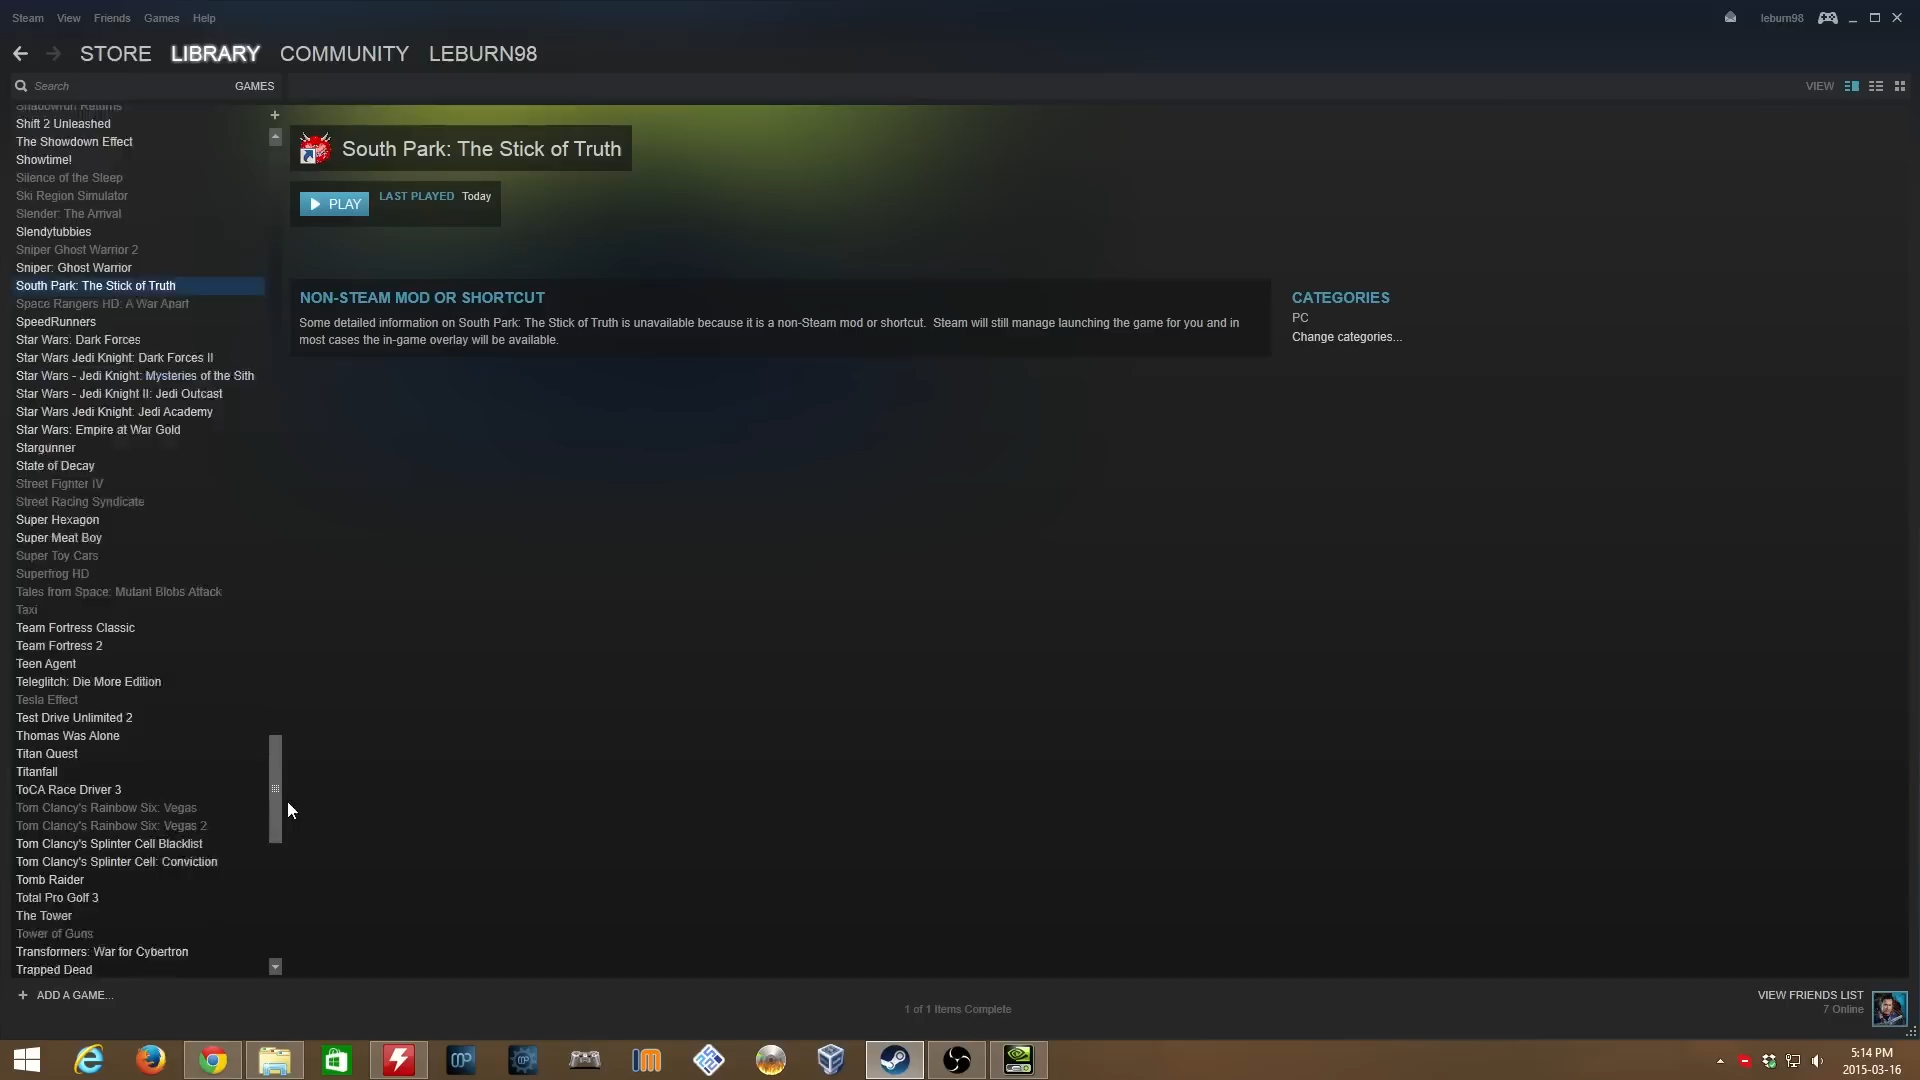 Steam View Friends Games Help
leburn98
STORE LIBRARY COMMUNITY LEBURN98
Search GAMES VIEW
Shadowrun Returns
Shift 2 Unleashed
The Showdown Effect
Showtime!
Silence of the Sleep
Ski Region Simulator
Slender: The Arrival
Slendytubbies
Sniper Ghost Warrior 2
Sniper: Ghost Warrior
South Park: The Stick of Truth
Space Rangers HD: A War Apart
SpeedRunners
Star Wars: Dark Forces
Star Wars Jedi Knight: Dark Forces II
Star Wars - Jedi Knight: Mysteries of the Sith
Star Wars - Jedi Knight II: Jedi Outcast
Star Wars Jedi Knight: Jedi Academy
Star Wars: Empire at War Gold
Stargunner
State of Decay
Street Fighter IV
Street Racing Syndicate
Super Hexagon
Super Meat Boy
Super Toy Cars
Superfrog HD
Tales from Space: Mutant Blobs Attack
Taxi
Team Fortress Classic
Team Fortress 2
Teen Agent
Teleglitch: Die More Edition
Tesla Effect
Test Drive Unlimited 2
Thomas Was Alone
Titan Quest
Titanfall
ToCA Race Driver 3
Tom Clancy's Rainbow Six: Vegas
Tom Clancy's Rainbow Six: Vegas 2
Tom Clancy's Splinter Cell Blacklist
Tom Clancy's Splinter Cell: Conviction
Tomb Raider
Total Pro Golf 3
The Tower
Tower of Guns
Transformers: War for Cybertron
Trapped Dead
South Park: The Stick of Truth
PLAY LAST PLAYED Today
NON-STEAM MOD OR SHORTCUT
Some detailed information on South Park: The Stick of Truth is unavailable because it is a non-Steam mod or shortcut. Steam will still manage launching the game for you and in
most cases the in-game overlay will be available.
CATEGORIES
PC
Change categories...
+ ADD A GAME...
1 of 1 Items Complete
VIEW FRIENDS LIST
7 Online
5:14 PM
2015-03-16